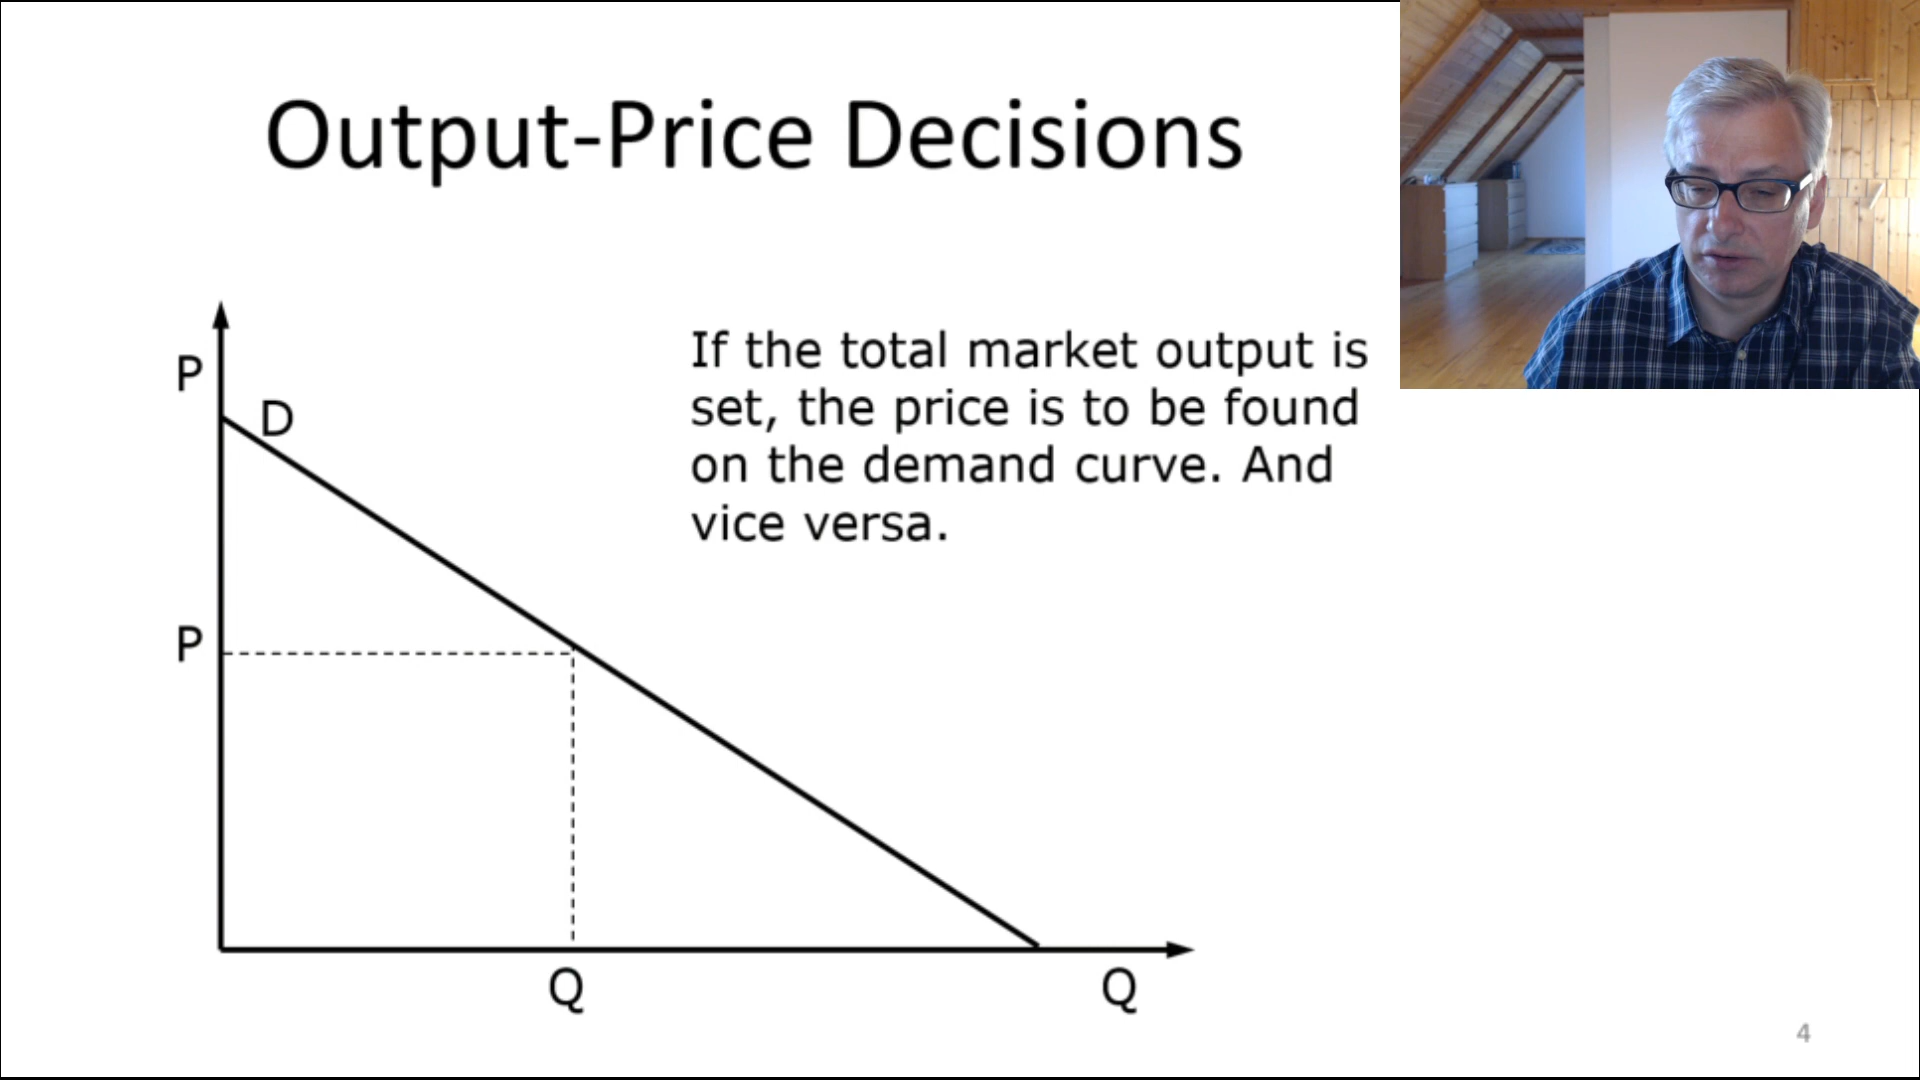 Output-Price Decisions
If the total market output is
set, the price is to be found
on the demand curve. And
vice versa.
P
D
P
Q
Q
4